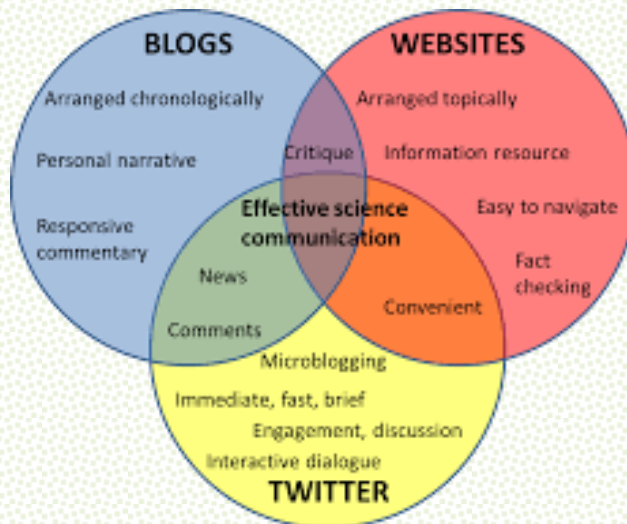 BLOGS
WEBSITES
Arranged chronologically
Arranged topically
Critique
Information resource
Personal narrative
Effective science
communication
Easy to navigate
Responsive
commentary
Fact
checking
News
Convenient
Comments
Microblogging
Immediate, fast, brief
Engagement, discussion
Interactive dialogue
TWITTER